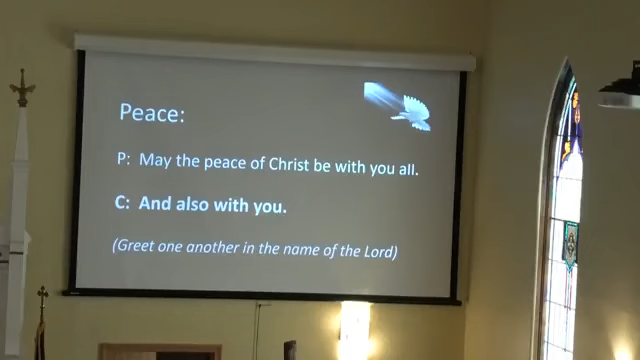 Peace:
P: May the peace of Christ be with you all.
C: And also with you.
(Greet one another in the name of the Lord)